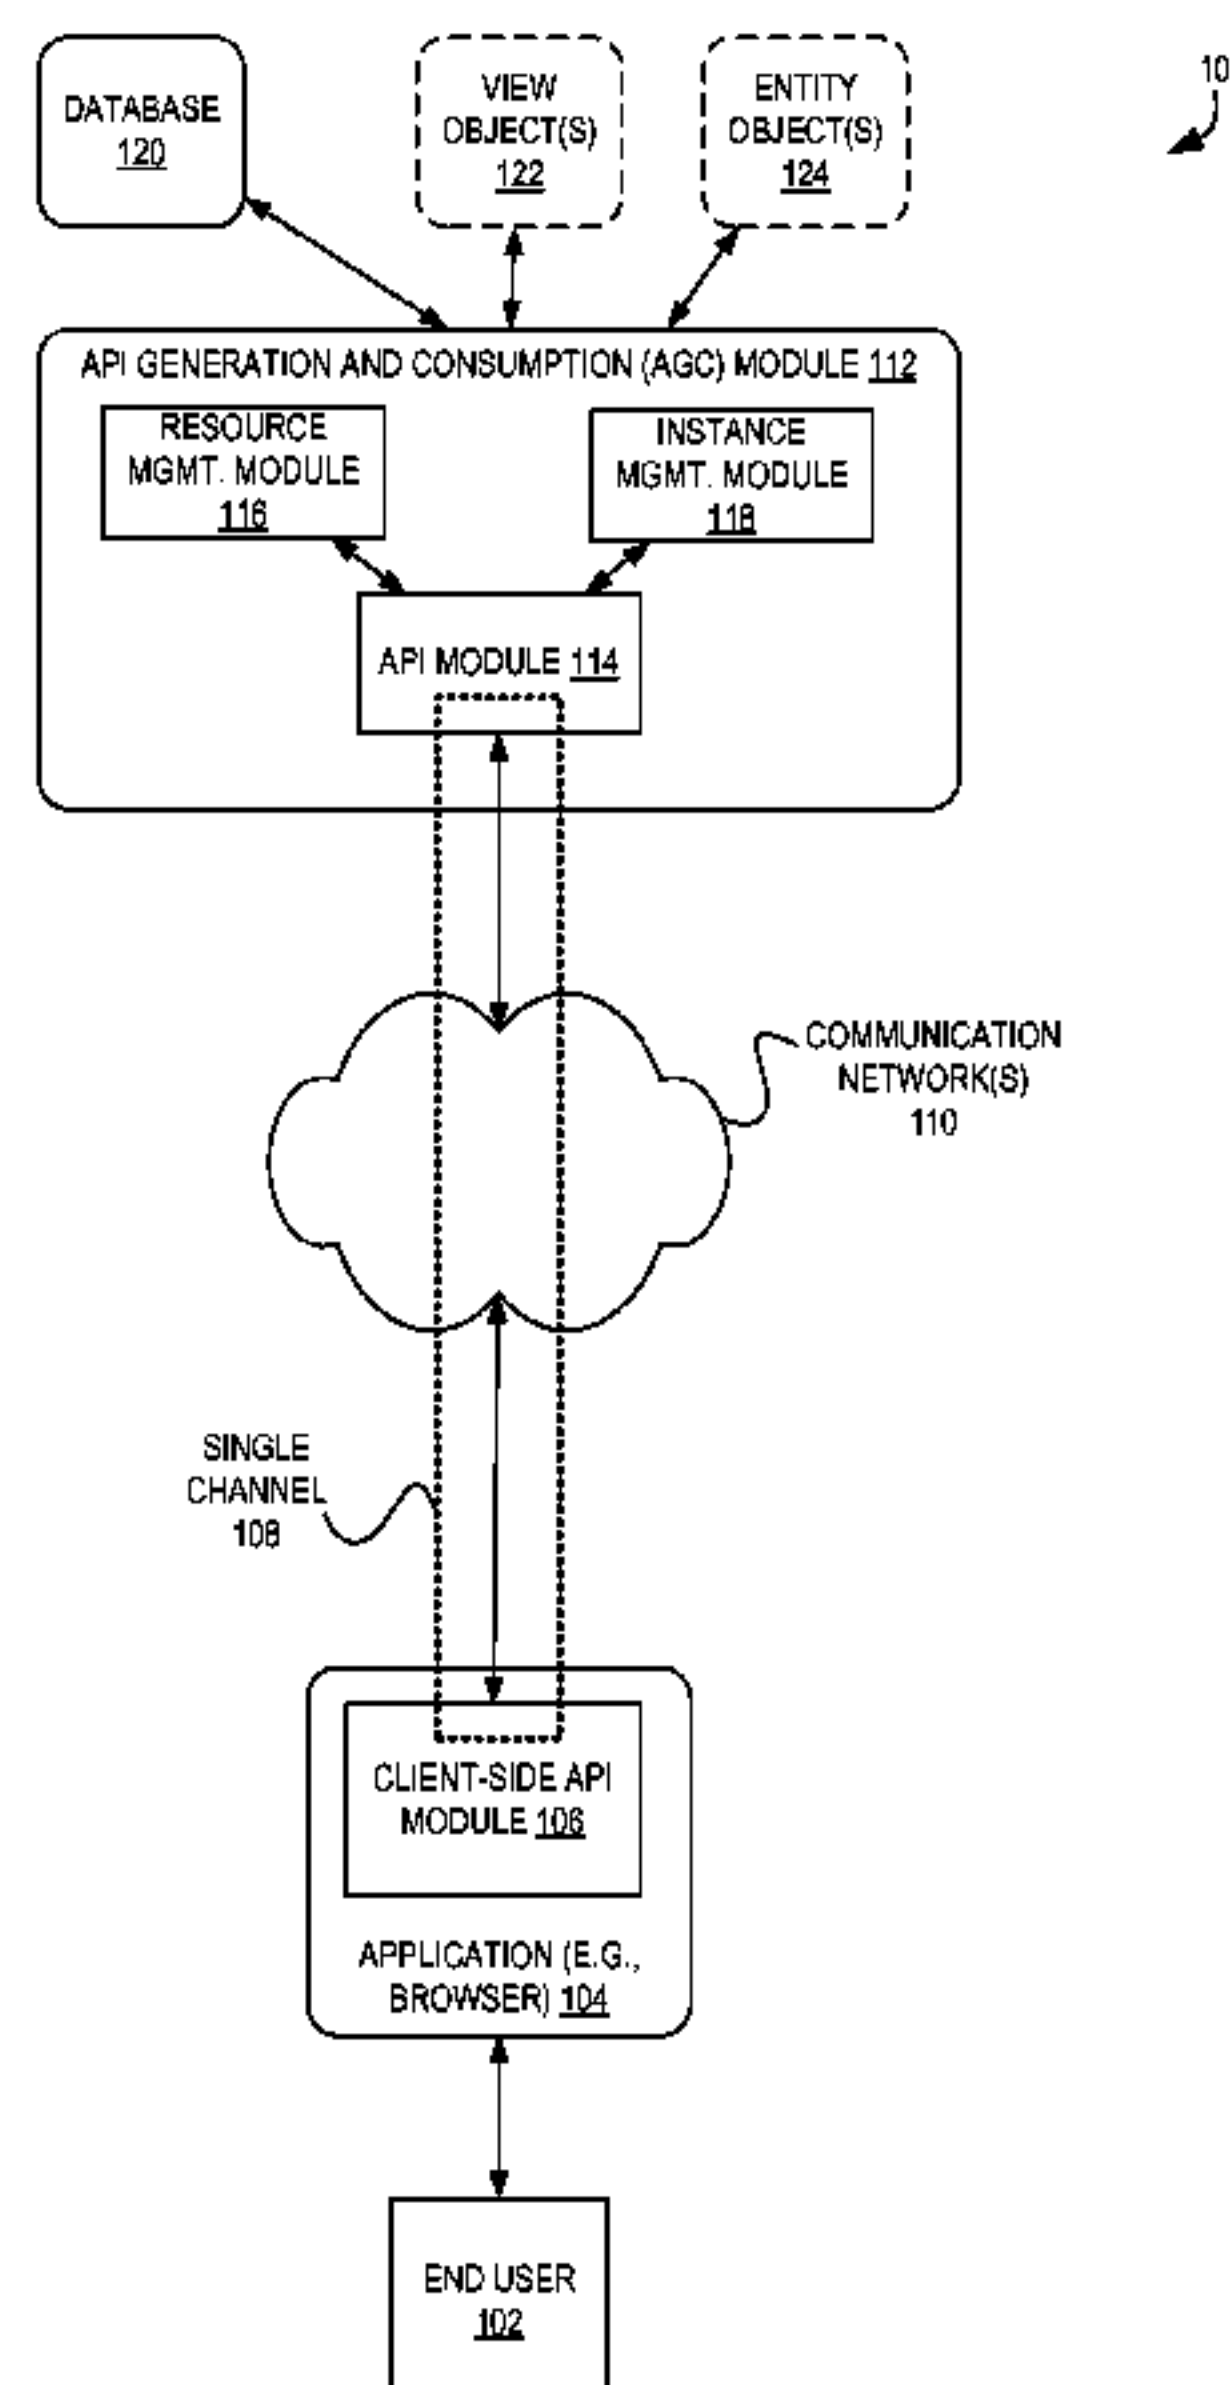 DATABASE
120
VIEW
OBJECT(S)
122
ENTITY
OBJECT(S)
124
10
API GENERATION AND CONSUMPTION (AGC) MODULE 112
RESOURCE
MGMT. MODULE
116
INSTANCE
MGMT. MODULE
118
API MODULE 114
COMMUNICATION
NETWORK(S)
110
SINGLE
CHANNEL
108
CLIENT-SIDE API
MODULE 106
APPLICATION (E.G.,
BROWSER) 104
END USER
102